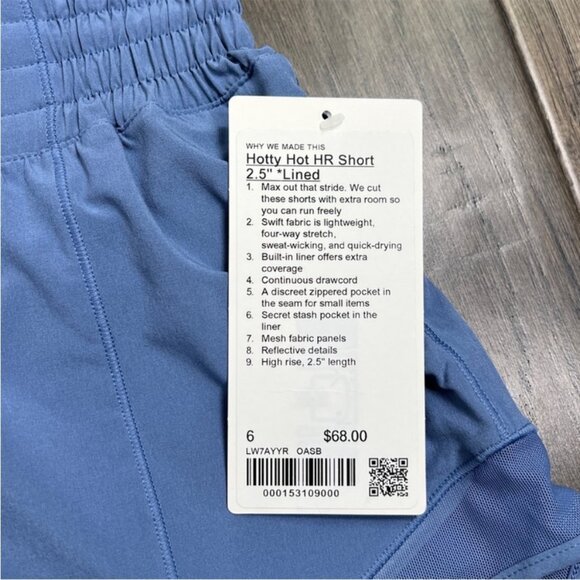 WHY WE MADE THIS
Hotty Hot HR Short
2.5" *Lined
1. Max out that stride. We cut
these shorts with extra room so
you can run freely
2. Swift fabric is lightweight,
four-way stretch,
sweat-wicking, and quick-drying
3. Built-in liner offers extra
coverage
4. Continuous drawcord
5. A discreet zippered pocket in
the seam for small items
6. Secret stash pocket in the
liner
7. Mesh fabric panels
8. Reflective details
9. High rise, 2.5" length
6 $68.00
LW7AYYR OASB
000153109000